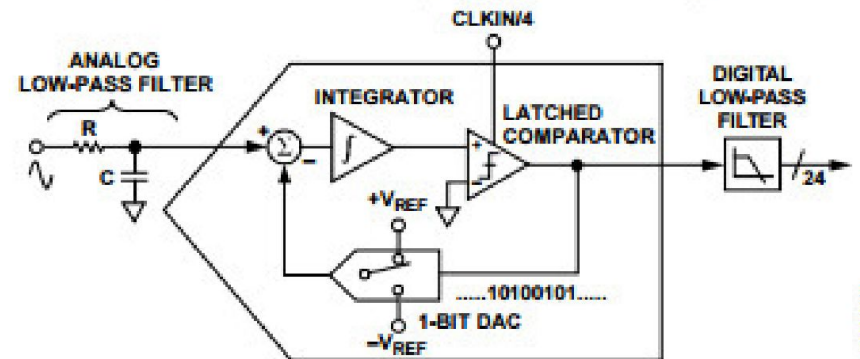 CLKIN/4
ANALOG
LOW-PASS FILTER
R
C
INTEGRATOR
LATCHED
COMPARATOR
DIGITAL
LOW-PASS
FILTER
24
+
Σ
–
∫
+
–
+VREF
.....10100101.....
1-BIT DAC
–VREF